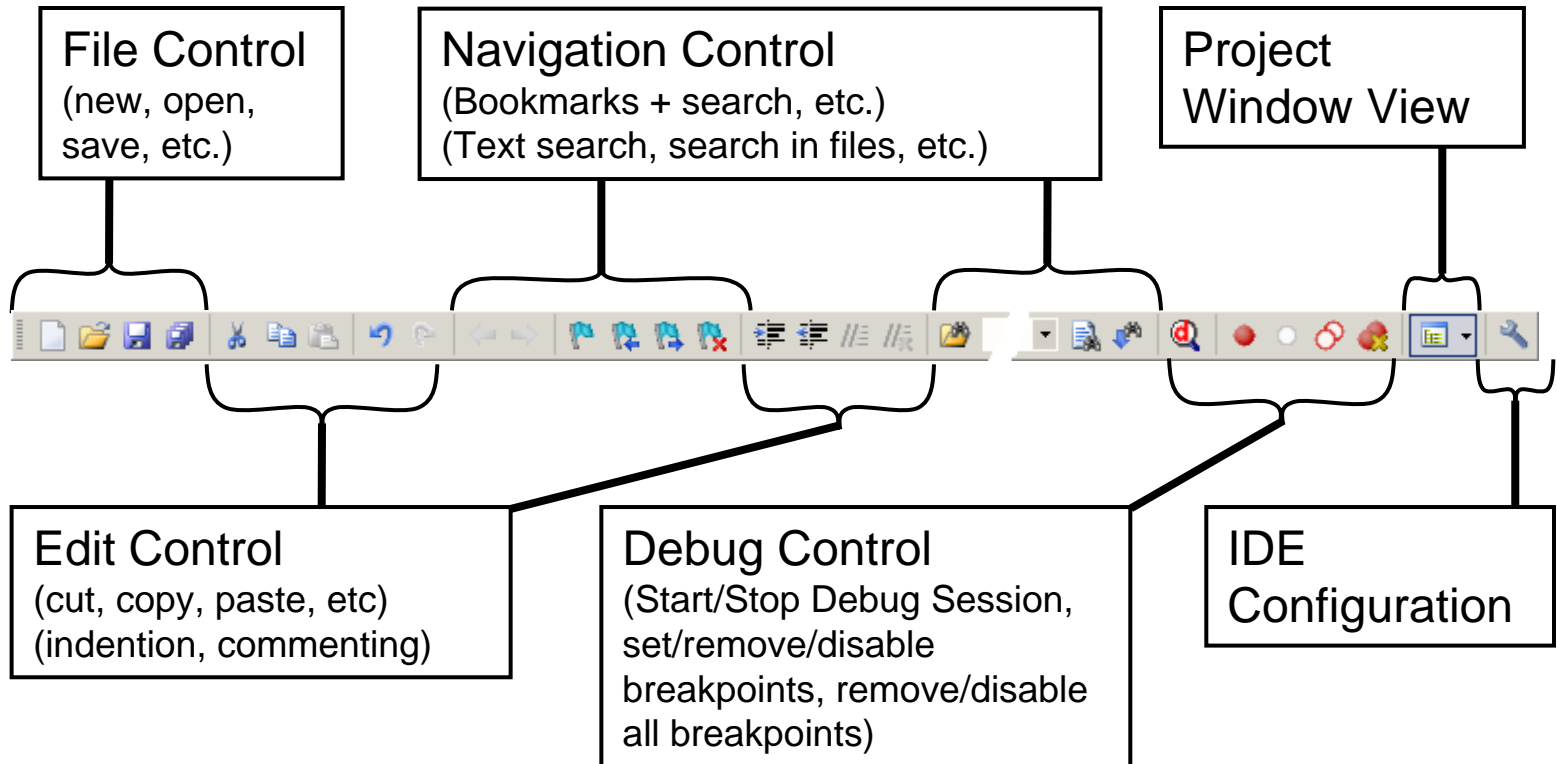 File Control
(new, open,
save, etc.)
Navigation Control
(Bookmarks + search, etc.)
(Text search, search in files, etc.)
Project
Window View
Edit Control
(cut, copy, paste, etc)
(indention, commenting)
Debug Control
(Start/Stop Debug Session,
set/remove/disable
breakpoints, remove/disable
all breakpoints)
IDE
Configuration